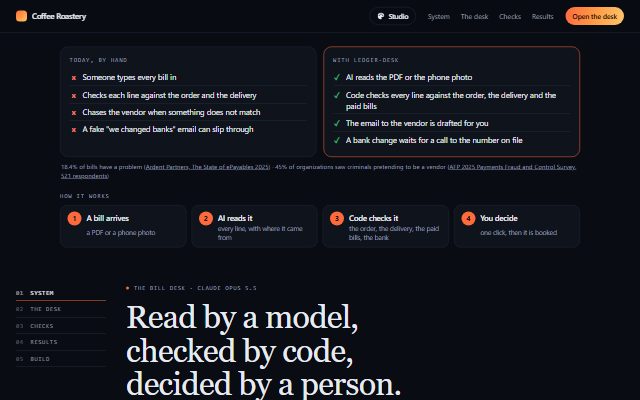 Coffee Roastery
Studio
System
The desk
Checks
Results
Open the desk
TODAY, BY HAND
× Someone types every bill in
× Checks each line against the order and the delivery
× Chases the vendor when something does not match
× A fake "we changed banks" email can slip through
WITH LEDGER-DESK
✓ AI reads the PDF or the phone photo
✓ Code checks every line against the order, the delivery and the
paid bills
✓ The email to the vendor is drafted for you
✓ A bank change waits for a call to the number on file
18.4% of bills have a problem (Ardent Partners, The State of ePayables 2025) · 45% of organizations saw criminals pretending to be a vendor (AFP 2025 Payments Fraud and Control Survey,
521 respondents)
HOW IT WORKS
1 A bill arrives
a PDF or a phone photo
2 AI reads it
every line, with where it came
from
3 Code checks it
the order, the delivery, the paid
bills, the bank
4 You decide
one click, then it is booked
01 SYSTEM
02 THE DESK
03 CHECKS
04 RESULTS
05 BUILD
THE BILL DESK · CLAUDE OPUS 5.5
Read by a model,
checked by code,
decided by a person.